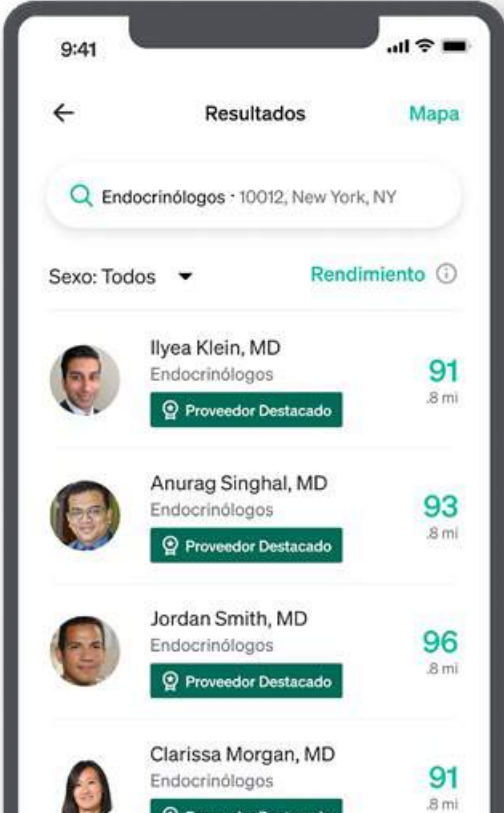 9:41
Resultados
Mapa
Endocrinólogos · 10012, New York, NY
Sexo: Todos
Rendimiento
Ilyea Klein, MD
Endocrinólogos
91
Proveedor Destacado
.8 mi
Anurag Singhal, MD
Endocrinólogos
93
Proveedor Destacado
.8 mi
Jordan Smith, MD
Endocrinólogos
96
Proveedor Destacado
.8 mi
Clarissa Morgan, MD
Endocrinólogos
91
.8 mi